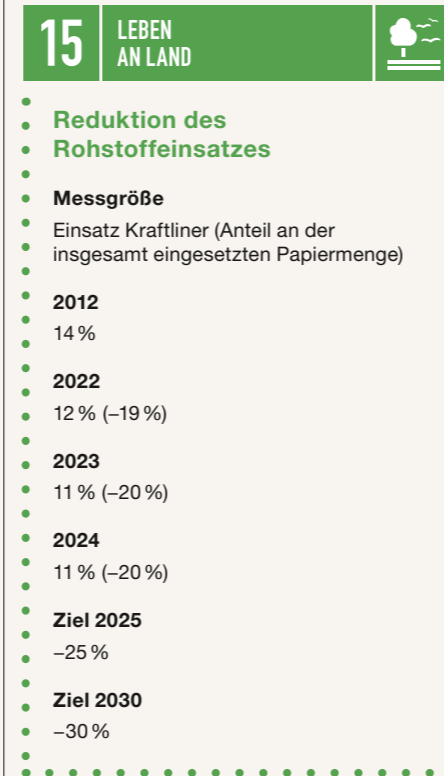 15
LEBEN
AN LAND
Reduktion des
Rohstoffeinsatzes
Messgröße
Einsatz Kraftliner (Anteil an der
insgesamt eingesetzten Papiermenge)
2012
14 %
2022
12 % (–19 %)
2023
11 % (–20 %)
2024
11 % (–20 %)
Ziel 2025
–25 %
Ziel 2030
–30 %